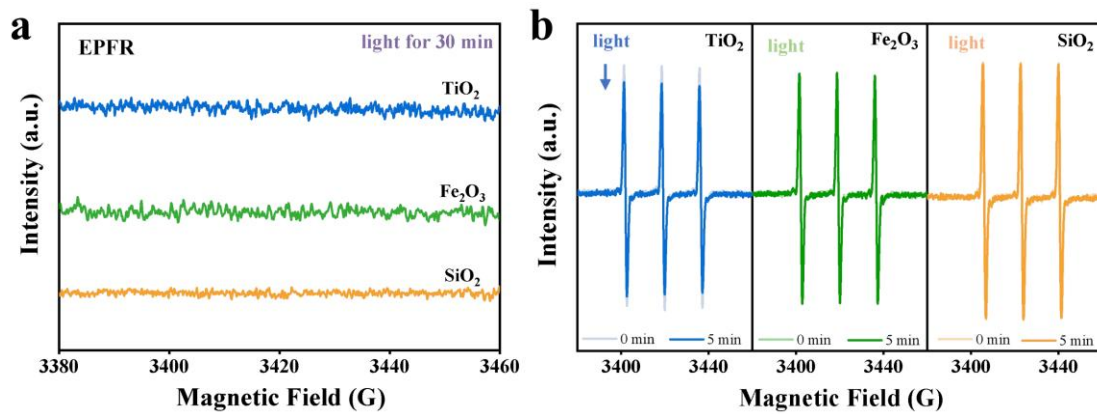 a
EPFR
light for 30 min
TiO₂
Fe₂O₃
SiO₂
Intensity (a.u.)
3380 3400 3420 3440 3460
Magnetic Field (G)
b
light TiO₂
light Fe₂O₃
light SiO₂
Intensity (a.u.)
0 min 5 min 0 min 5 min 0 min 5 min
3400 3440 3400 3440 3400 3440
Magnetic Field (G)